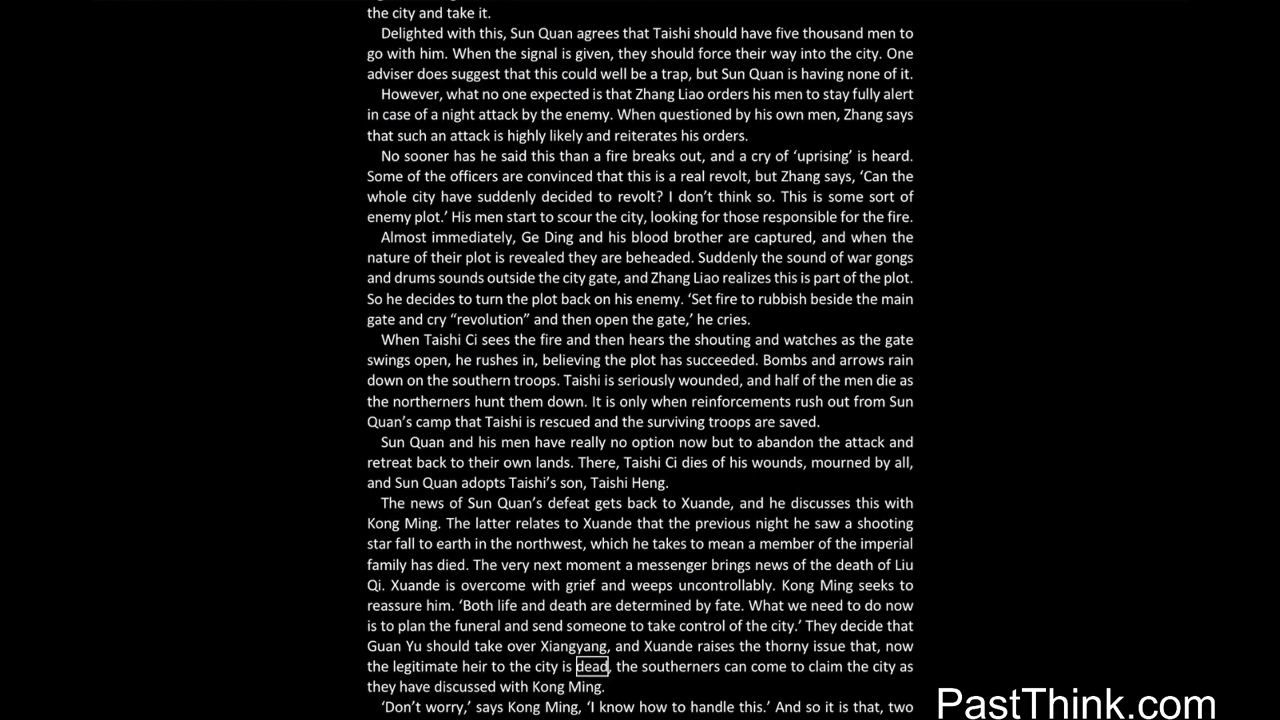 the city and take it.
Delighted with this, Sun Quan agrees that Taishi should have five thousand men to
go with him. When the signal is given, they should force their way into the city. One
adviser does suggest that this could well be a trap, but Sun Quan is having none of it.
However, what no one expected is that Zhang Liao orders his men to stay fully alert
in case of a night attack by the enemy. When questioned by his own men, Zhang says
that such an attack is highly likely and reiterates his orders.
No sooner has he said this than a fire breaks out, and a cry of ‘uprising’ is heard.
Some of the officers are convinced that this is a real revolt, but Zhang says, ‘Can the
whole city have suddenly decided to revolt? I don’t think so. This is some sort of
enemy plot.’ His men start to scour the city, looking for those responsible for the fire.
Almost immediately, Ge Ding and his blood brother are captured, and when the
nature of their plot is revealed they are beheaded. Suddenly the sound of war gongs
and drums sounds outside the city gate, and Zhang Liao realizes this is part of the plot.
So he decides to turn the plot back on his enemy. ‘Set fire to rubbish beside the main
gate and cry “revolution” and then open the gate,’ he cries.
When Taishi Ci sees the fire and then hears the shouting and watches as the gate
swings open, he rushes in, believing the plot has succeeded. Bombs and arrows rain
down on the southern troops. Taishi is seriously wounded, and half of the men die as
the northerners hunt them down. It is only when reinforcements rush out from Sun
Quan’s camp that Taishi is rescued and the surviving troops are saved.
Sun Quan and his men have really no option now but to abandon the attack and
retreat back to their own lands. There, Taishi Ci dies of his wounds, mourned by all,
and Sun Quan adopts Taishi’s son, Taishi Heng.
The news of Sun Quan’s defeat gets back to Xuande, and he discusses this with
Kong Ming. The latter relates to Xuande that the previous night he saw a shooting
star fall to earth in the northwest, which he takes to mean a member of the imperial
family has died. The very next moment a messenger brings news of the death of Liu
Qi. Xuande is overcome with grief and weeps uncontrollably. Kong Ming seeks to
reassure him. ‘Both life and death are determined by fate. What we need to do now
is to plan the funeral and send someone to take control of the city.’ They decide that
Guan Yu should take over Xiangyang, and Xuande raises the thorny issue that, now
the legitimate heir to the city is dead, the southerners can come to claim the city as
they have discussed with Kong Ming.
‘Don’t worry,’ says Kong Ming, ‘I know how to handle this.’ And so it is that, two
PastThink.com